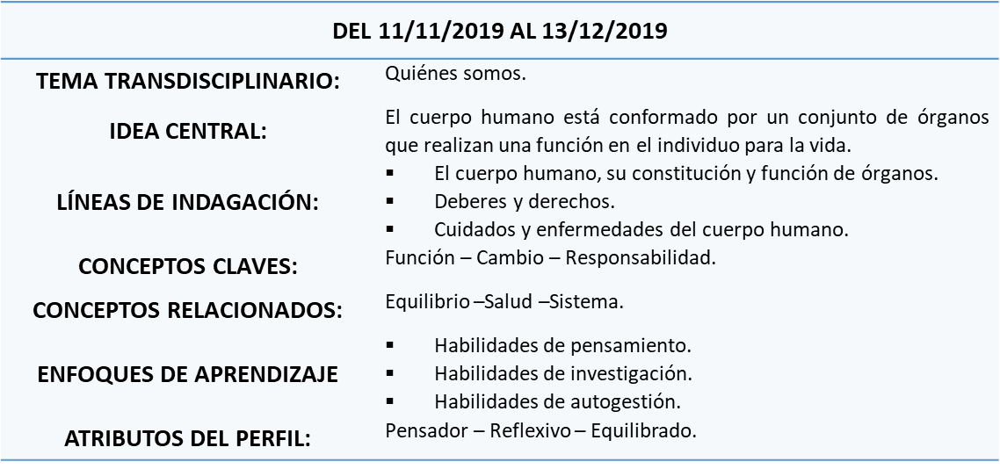 DEL 11/11/2019 AL 13/12/2019
TEMA TRANSDISCIPLINARIO:
Quiénes somos.
IDEA CENTRAL:
El cuerpo humano está conformado por un conjunto de órganos
que realizan una función en el individuo para la vida.
LÍNEAS DE INDAGACIÓN:
▪ El cuerpo humano, su constitución y función de órganos.
▪ Deberes y derechos.
▪ Cuidados y enfermedades del cuerpo humano.
CONCEPTOS CLAVES:
Función – Cambio – Responsabilidad.
CONCEPTOS RELACIONADOS:
Equilibrio –Salud –Sistema.
ENFOQUES DE APRENDIZAJE
▪ Habilidades de pensamiento.
▪ Habilidades de investigación.
▪ Habilidades de autogestión.
ATRIBUTOS DEL PERFIL:
Pensador – Reflexivo – Equilibrado.